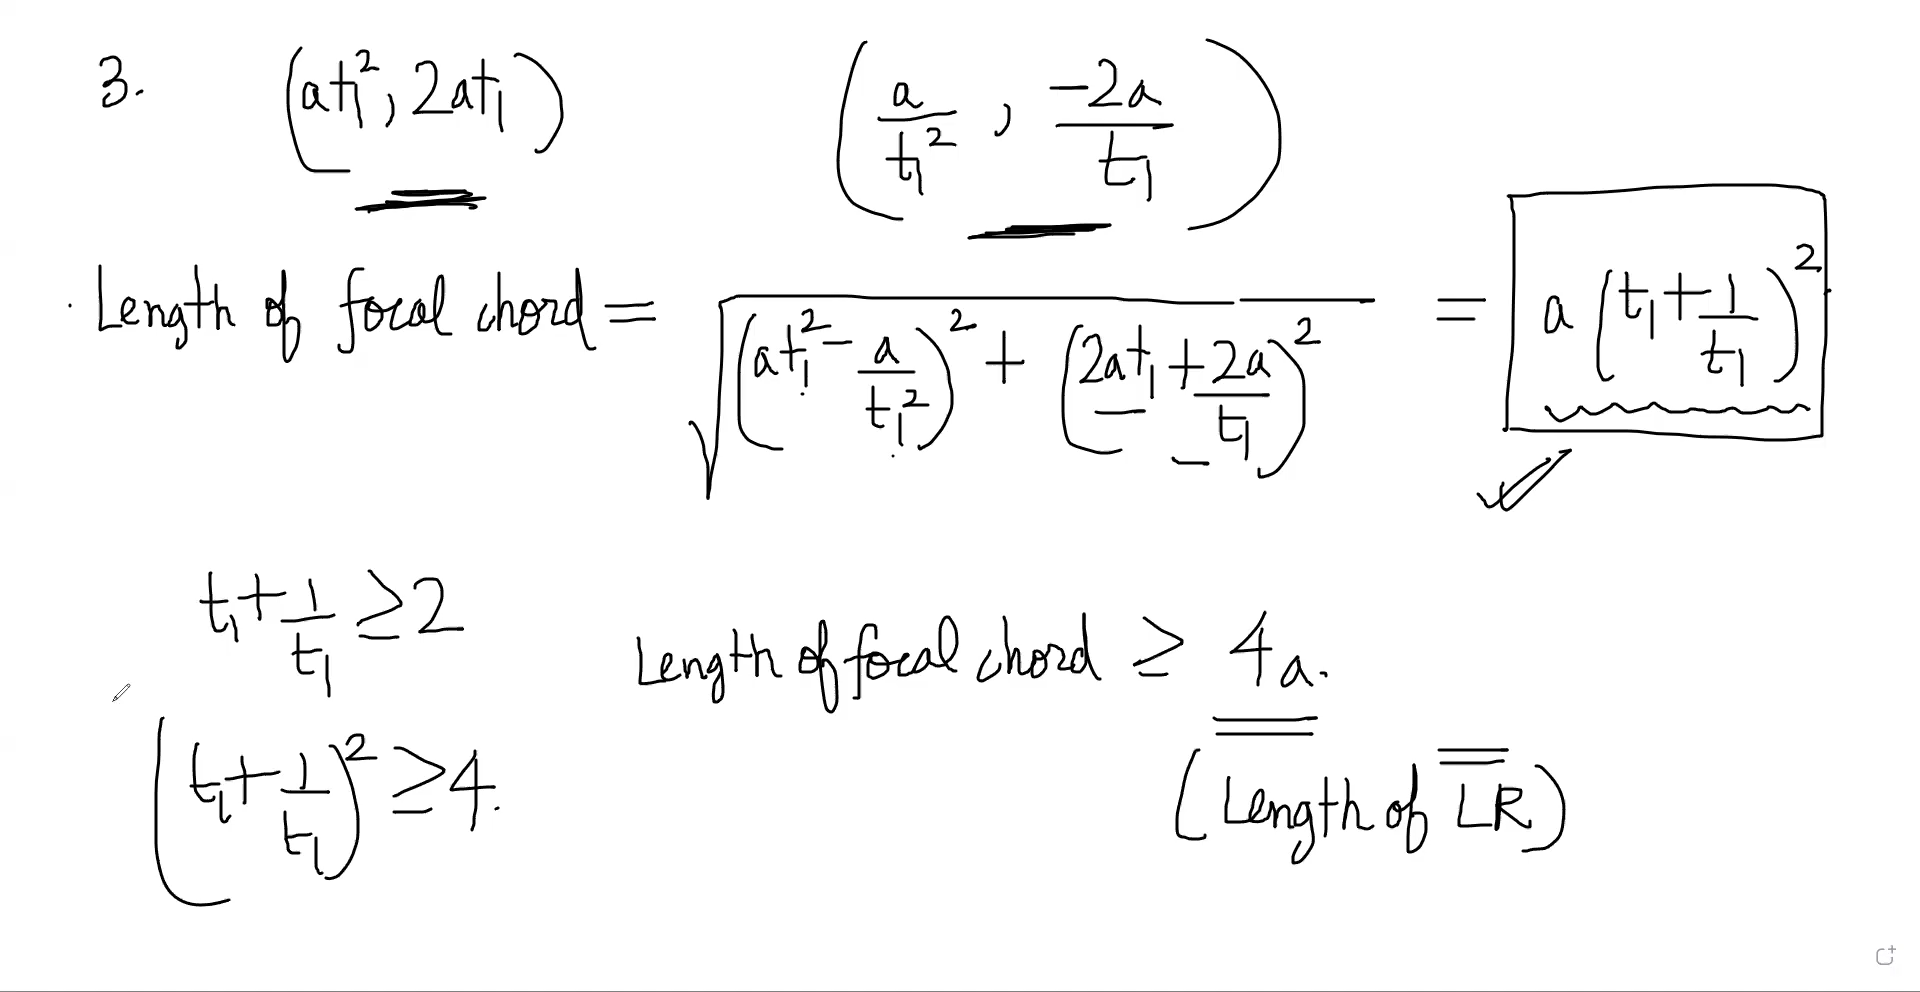 3. (at₁², 2at₁) (a/t₁², -2a/t₁)
. Length of focal chord = √((at₁² - a/t₁²)² + (2at₁ + 2a/t₁)²) = a(t₁ + 1/t₁)²
t₁ + 1/t₁ ≥ 2
Length of focal chord ≥ 4a.
(t₁ + 1/t₁)² ≥ 4.
(Length of LR)